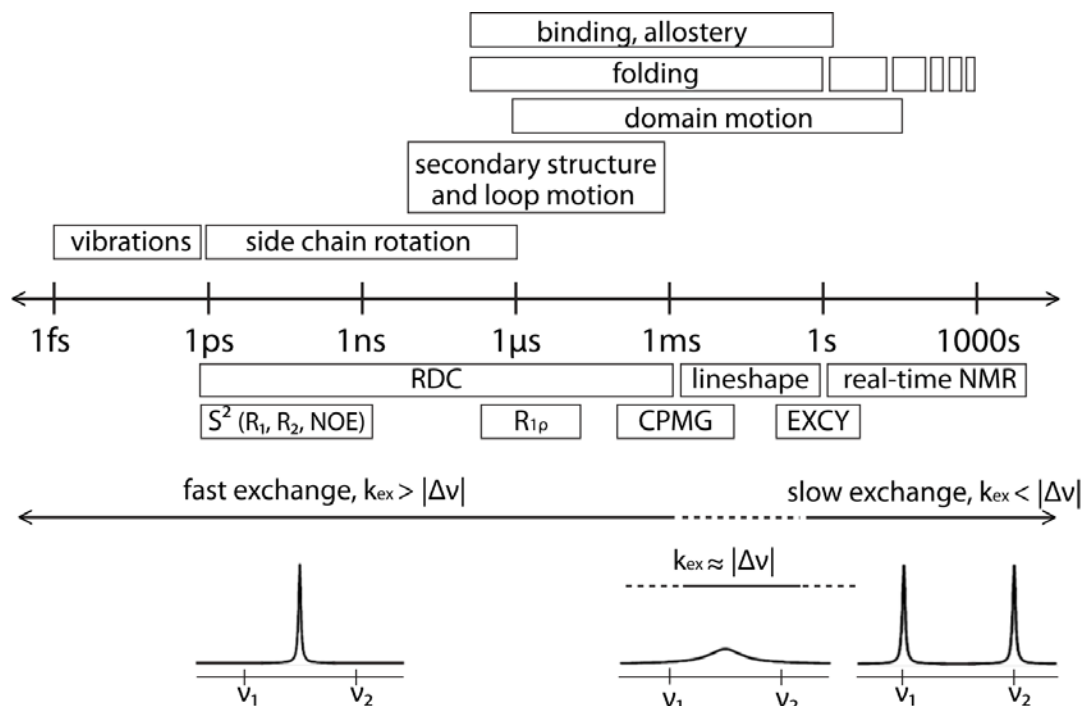 binding, allostery
folding
domain motion
secondary structure
and loop motion
vibrations
side chain rotation
1fs 1ps 1ns 1μs 1ms 1s 1000s
RDC lineshape real-time NMR
S² (R₁, R₂, NOE) R₁ρ CPMG EXCY
fast exchange, kex > |Δν| slow exchange, kex < |Δν|
kex ≈ |Δν|
ν₁ ν₂ ν₁ ν₂ ν₁ ν₂